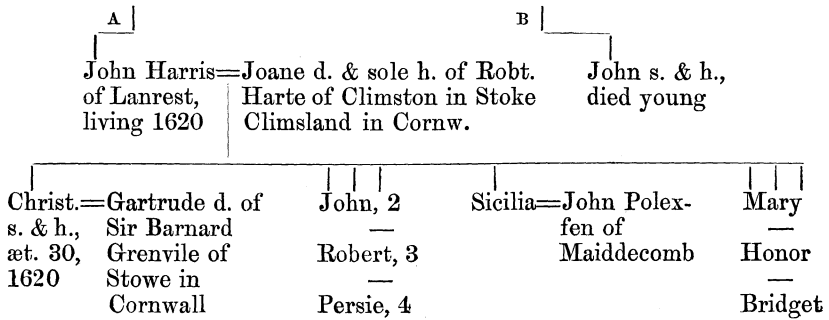 A B
John Harris=Joane d. & sole h. of Robt.
of Lanrest, Harte of Climston in Stoke
living 1620 Climsland in Cornw.
John s. & h.,
died young
Christ.=Gartrude d. of
s. & h., Sir Barnard
æt. 30, Grenvile of
1620 Stowe in
Cornwall
John, 2
—
Robert, 3
—
Persie, 4
Sicilia=John Polex-
fen of
Maiddecomb
Mary
—
Honor
—
Bridget